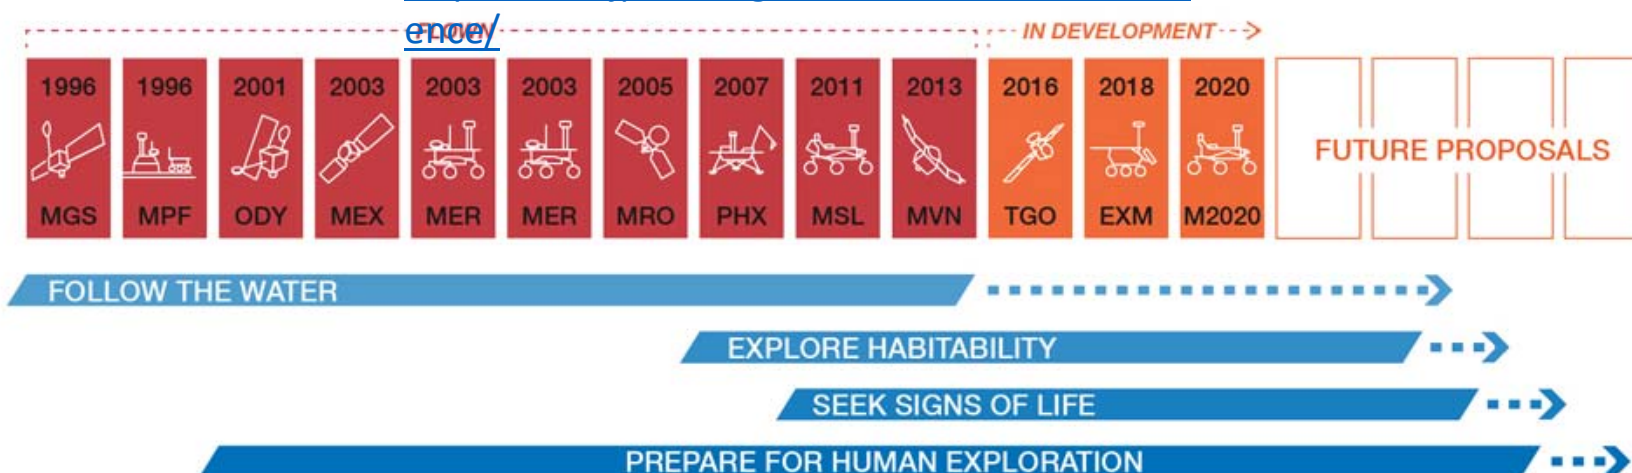 ence/
IN DEVELOPMENT
1996 1996 2001 2003 2003 2003 2005 2007 2011 2013 2016 2018 2020
FUTURE PROPOSALS
MGS MPF ODY MEX MER MER MRO PHX MSL MVN TGO EXM M2020
FOLLOW THE WATER
EXPLORE HABITABILITY
SEEK SIGNS OF LIFE
PREPARE FOR HUMAN EXPLORATION